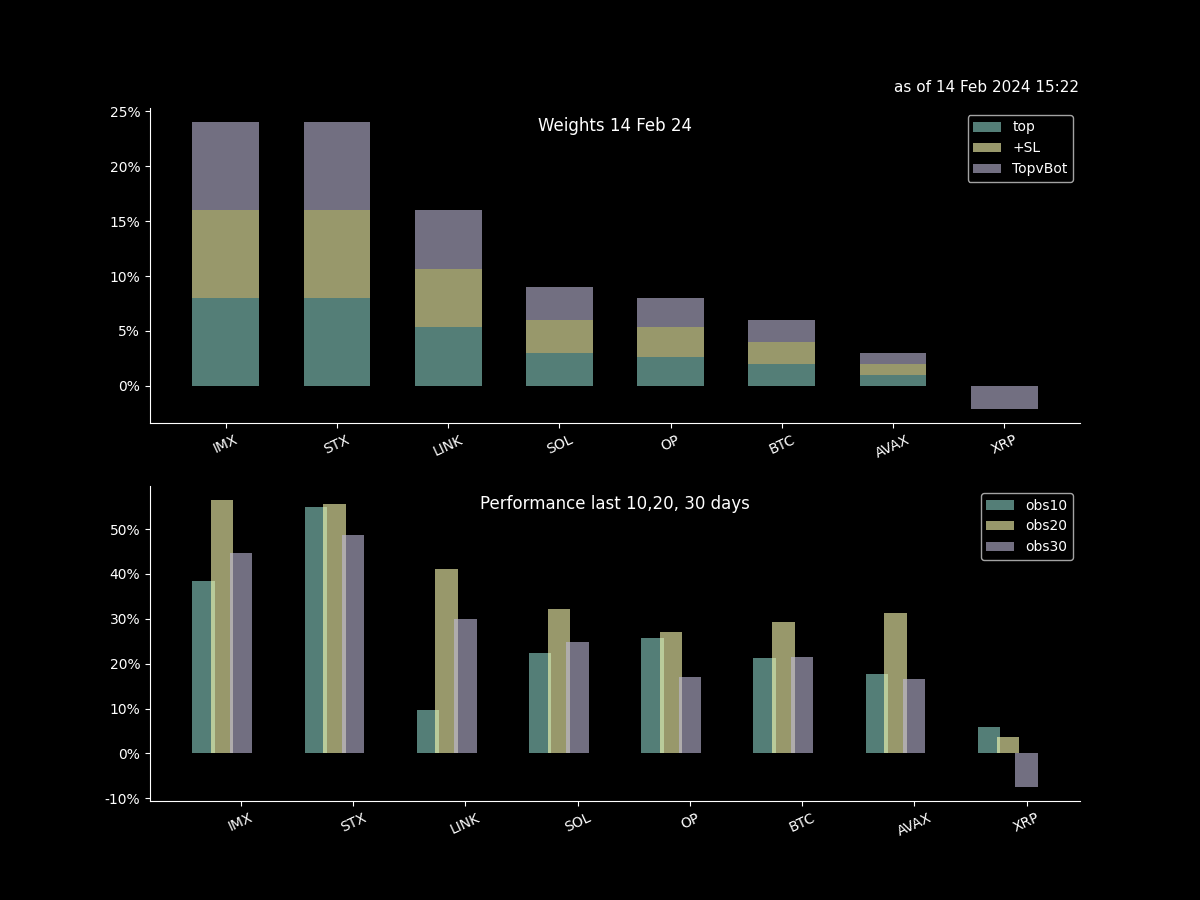 as of 14 Feb 2024 15:22
Weights 14 Feb 24
top
+SL
TopvBot
25%
20%
15%
10%
5%
0%
IMX STX LINK SOL OP BTC AVAX XRP
Performance last 10,20, 30 days
obs10
obs20
obs30
50%
40%
30%
20%
10%
0%
-10%
IMX STX LINK SOL OP BTC AVAX XRP